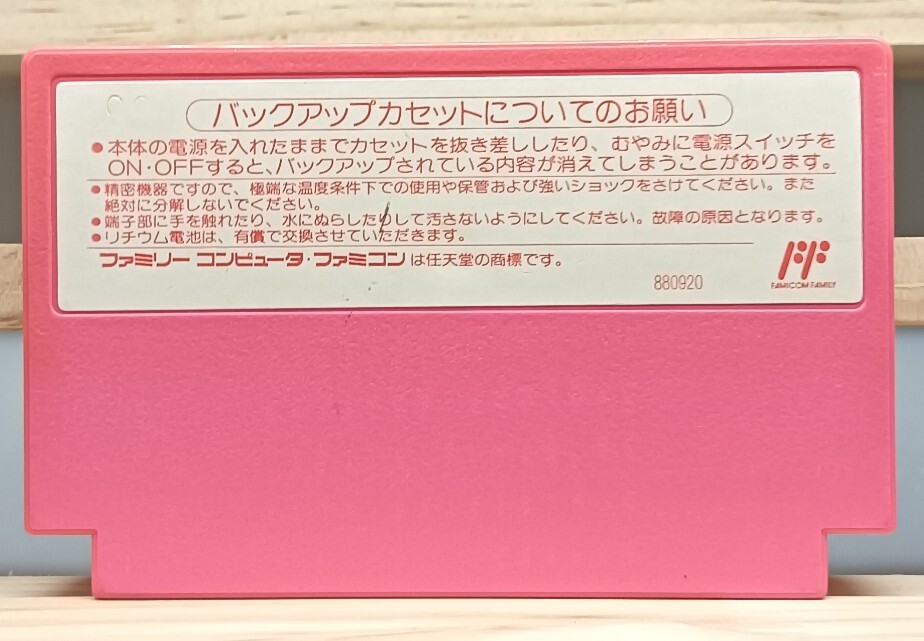 バックアップカセットについてのお願い
●本体の電源を入れたままでカセットを抜き差ししたり、むやみに電源スイッチを
ON・OFFすると、バックアップされている内容が消えてしまうことがあります。
●精密機器ですので、極端な温度条件下での使用や保管および強いショックをさけてください。また
絶対に分解しないでください。
●端子部に手を触れたり、水にぬらしたりして汚さないようにしてください。故障の原因となります。
●リチウム電池は、有償で交換させていただきます。
ファミリー コンピュータ・ファミコンは任天堂の商標です。
880920
FAMICOM FAMILY